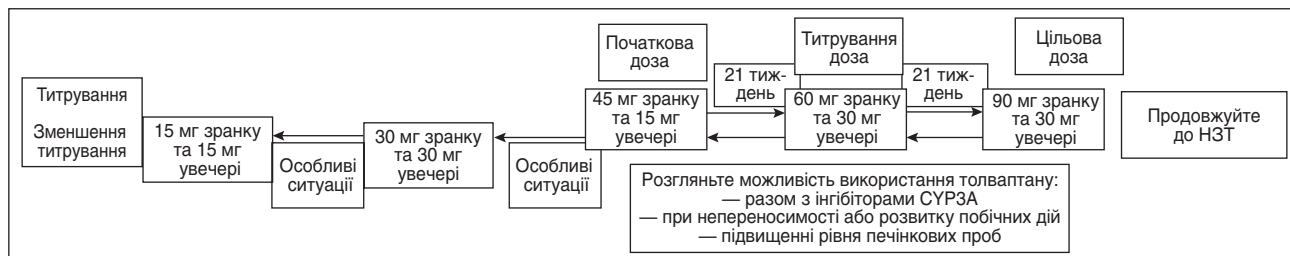 Титрування
Зменшення
титрування
15 мг зранку
та 15 мг
увечері
Особливі
ситуації
30 мг зранку
та 30 мг
увечері
Особливі
ситуації
Початкова
доза
45 мг зранку
та 15 мг
увечері
21 тиж-
день
Титрування
доза
60 мг зранку
та 30 мг
увечері
21 тиж-
день
Цільова
доза
90 мг зранку
та 30 мг
увечері
Продовжуйте
до НЗТ
Розгляньте можливість використання толваптану:
— разом з інгібіторами CYP3A
— при непереносимості або розвитку побічних дій
— підвищенні рівня печінкових проб